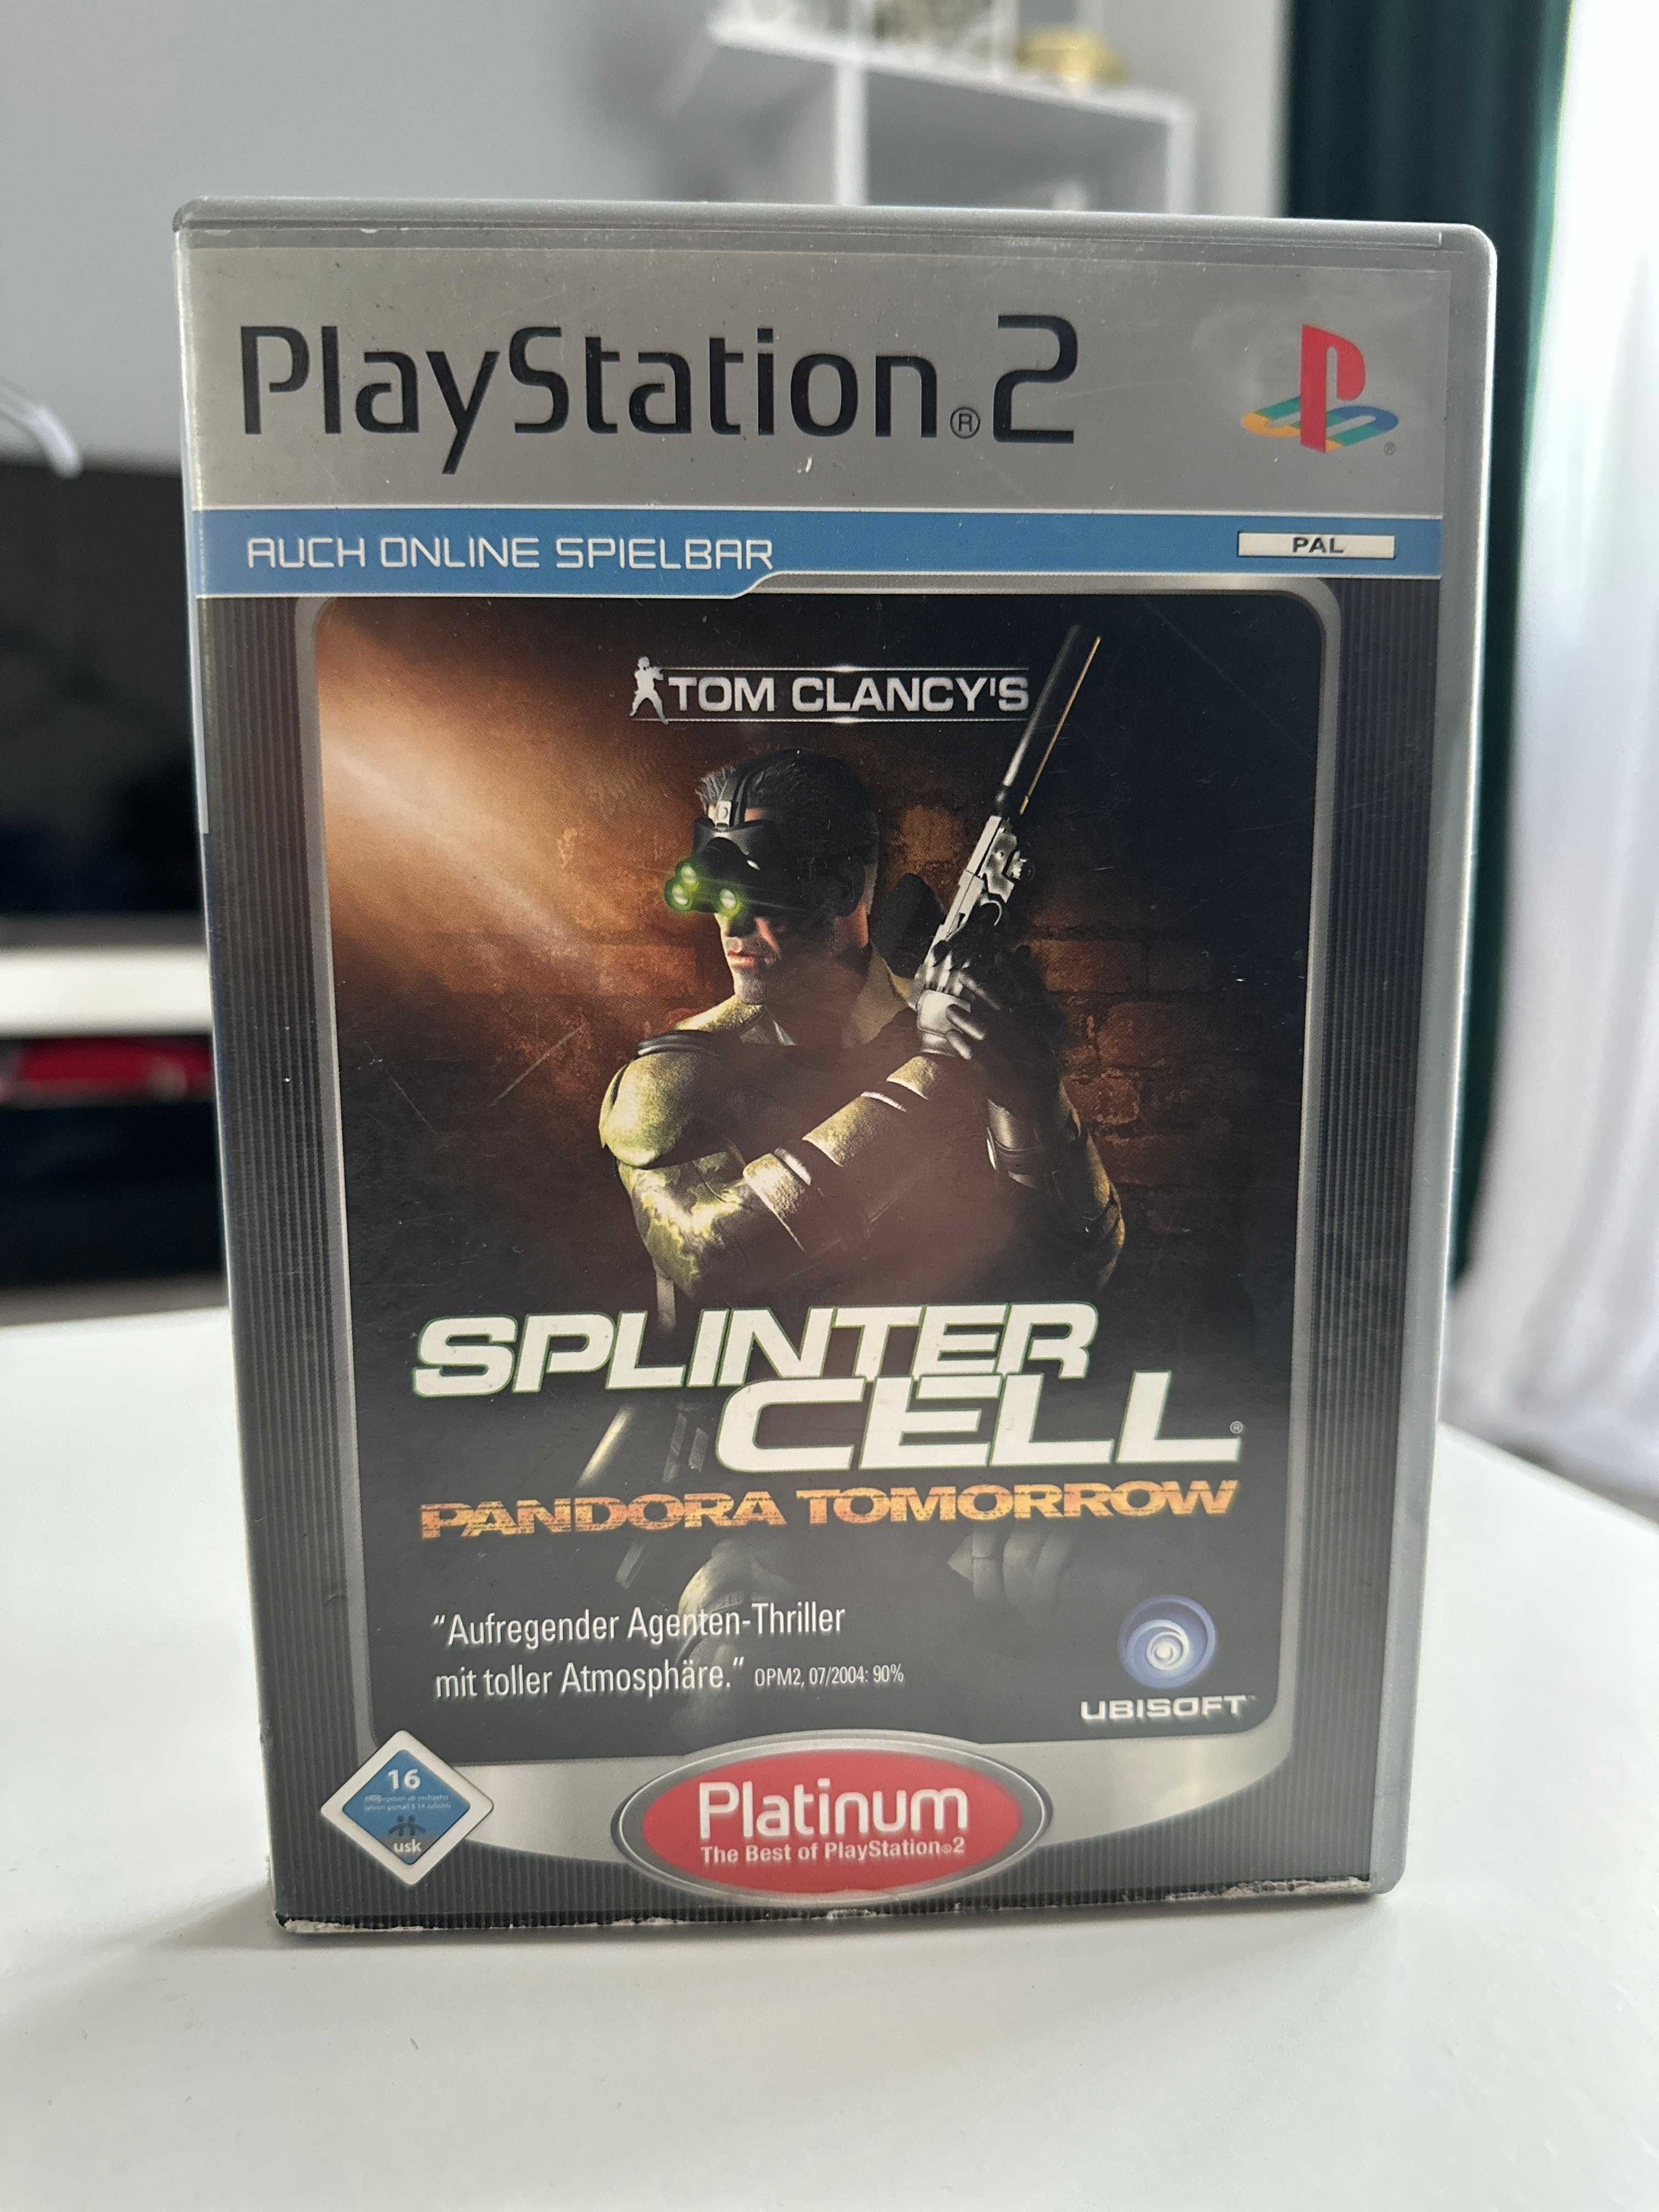 PlayStation®2
AUCH ONLINE SPIELBAR
PAL
TOM CLANCY'S
SPLINTER
CELL®
PANDORA TOMORROW
“Aufregender Agenten-Thriller
mit toller Atmosphäre.” OPM2, 07/2004: 90%
UBISOFT
16
usk
Platinum
The Best of PlayStation®2